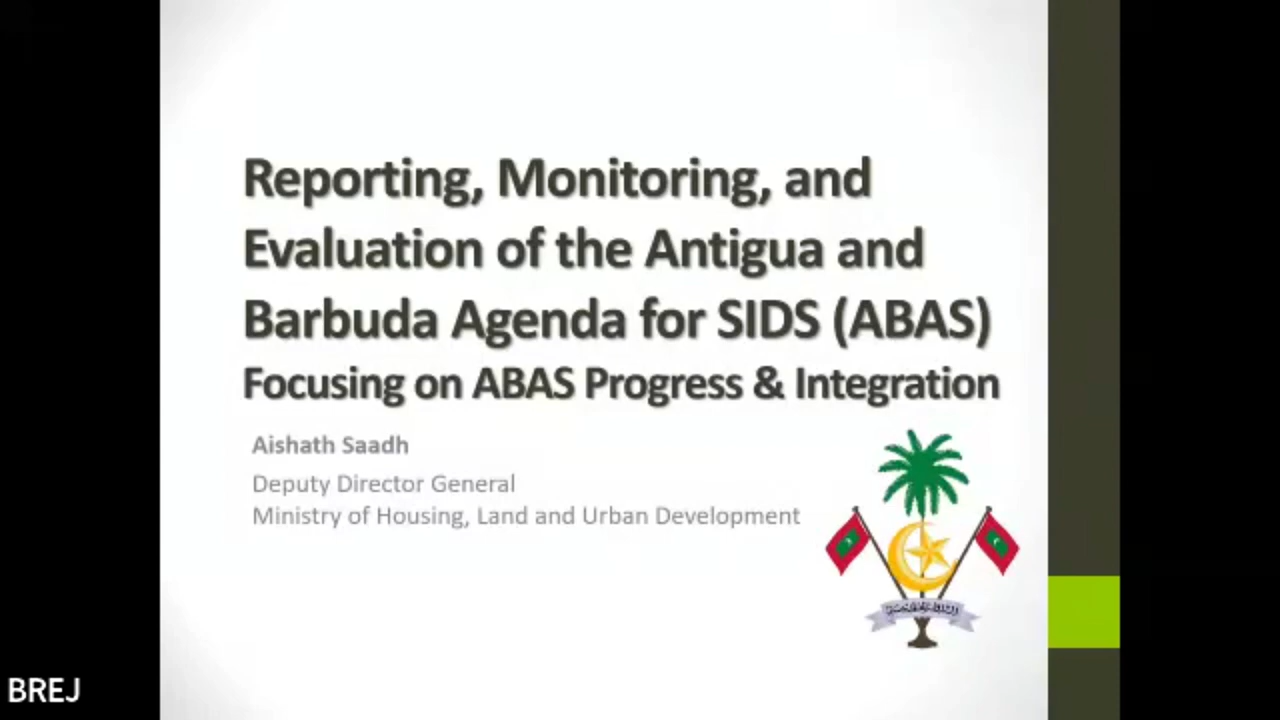 Reporting, Monitoring, and
Evaluation of the Antigua and
Barbuda Agenda for SIDS (ABAS)
Focusing on ABAS Progress & Integration
Aishath Saadh
Deputy Director General
Ministry of Housing, Land and Urban Development
BREJ